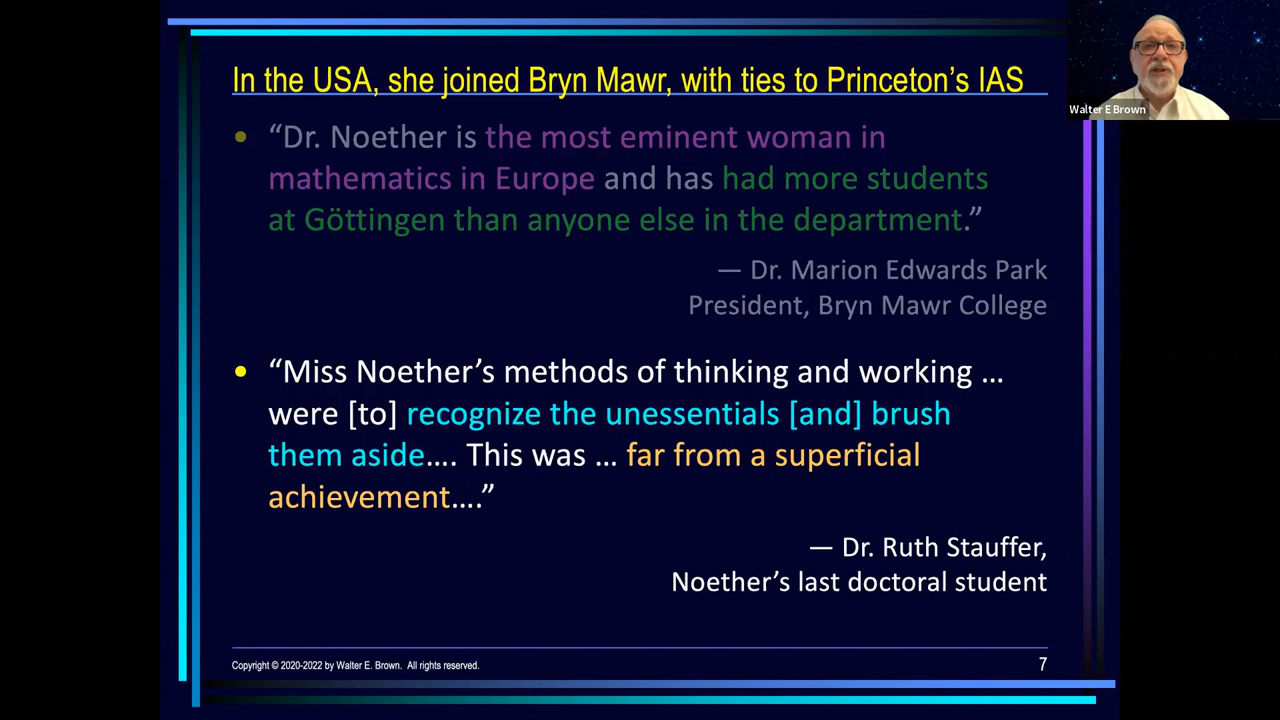 In the USA, she joined Bryn Mawr, with ties to Princeton's IAS
Walter E Brown
• “Dr. Noether is the most eminent woman in
mathematics in Europe and has had more students
at Göttingen than anyone else in the department.”
— Dr. Marion Edwards Park
President, Bryn Mawr College
• “Miss Noether’s methods of thinking and working …
were [to] recognize the unessentials [and] brush
them aside…. This was … far from a superficial
achievement….”
— Dr. Ruth Stauffer,
Noether’s last doctoral student
Copyright © 2020-2022 by Walter E. Brown. All rights reserved.
7